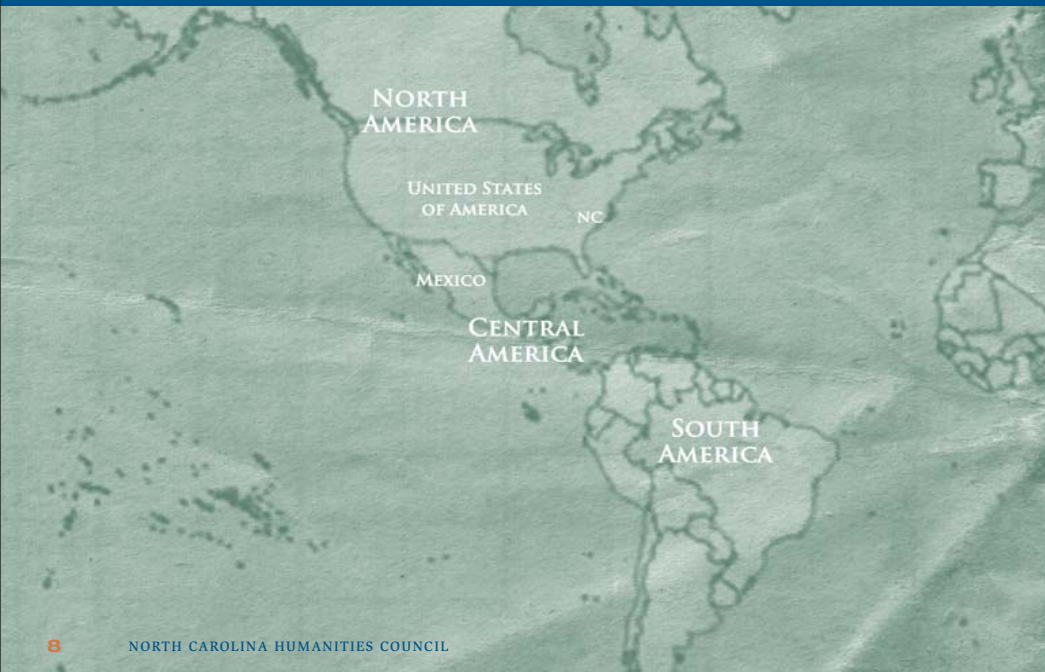 NORTH
AMERICA
UNITED STATES
OF AMERICA
NC
MEXICO
CENTRAL
AMERICA
SOUTH
AMERICA
8 NORTH CAROLINA HUMANITIES COUNCIL